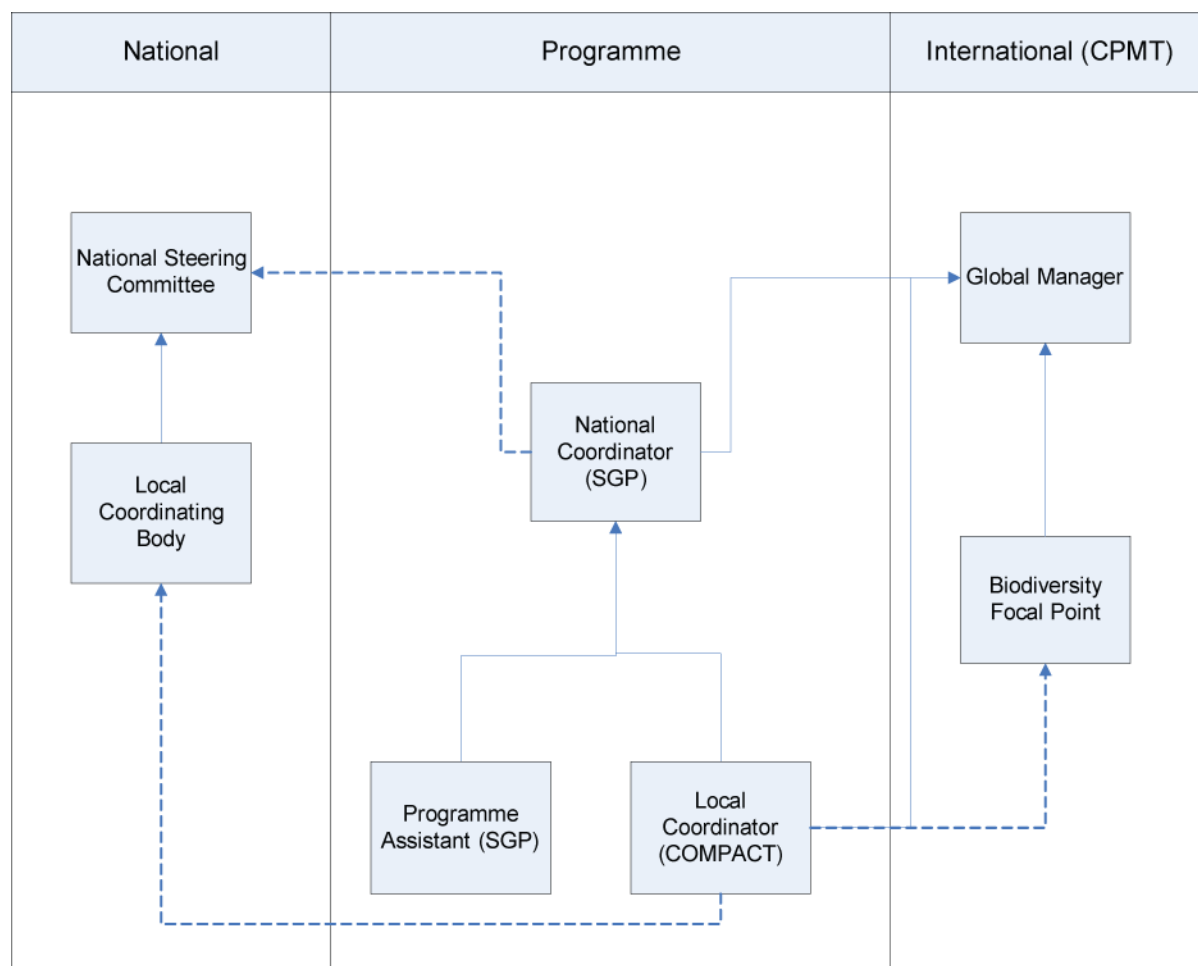 National
Programme
International (CPMT)
National Steering
Committee
Global Manager
National
Coordinator
(SGP)
Local
Coordinating
Body
Biodiversity
Focal Point
Programme
Assistant (SGP)
Local
Coordinator
(COMPACT)